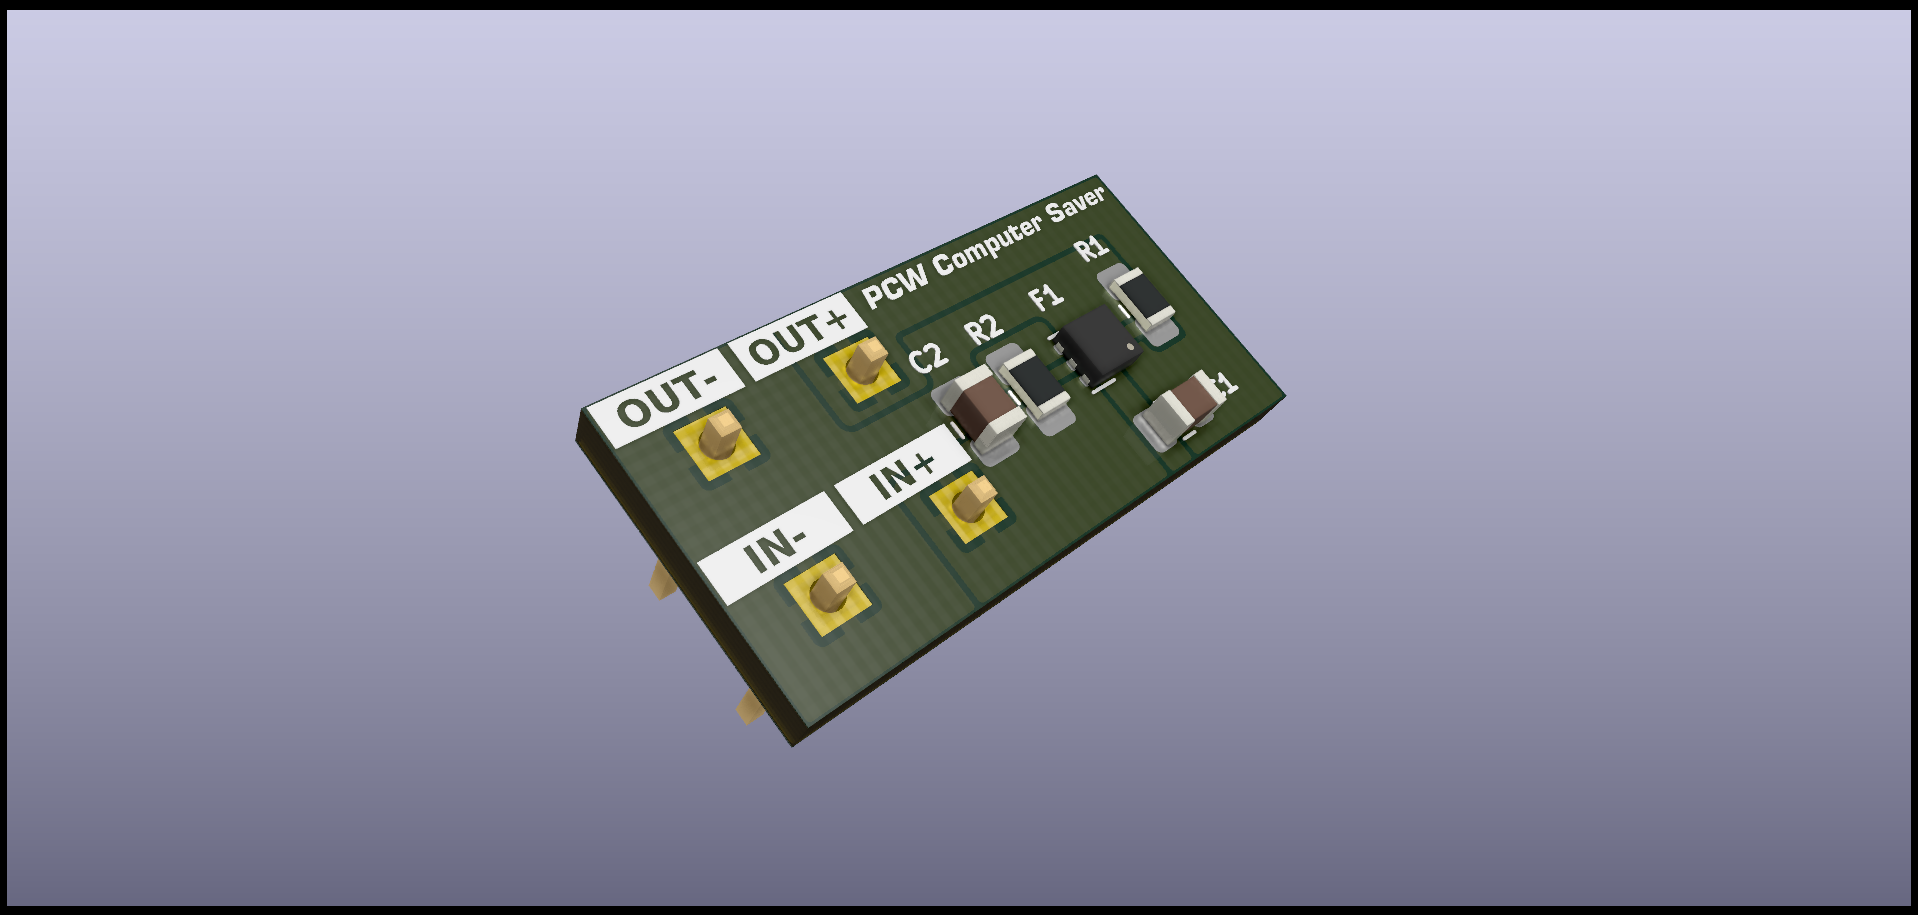 PCW Computer Saver
OUT-
OUT+
R1
F1
R2
C2
IN+
IN-